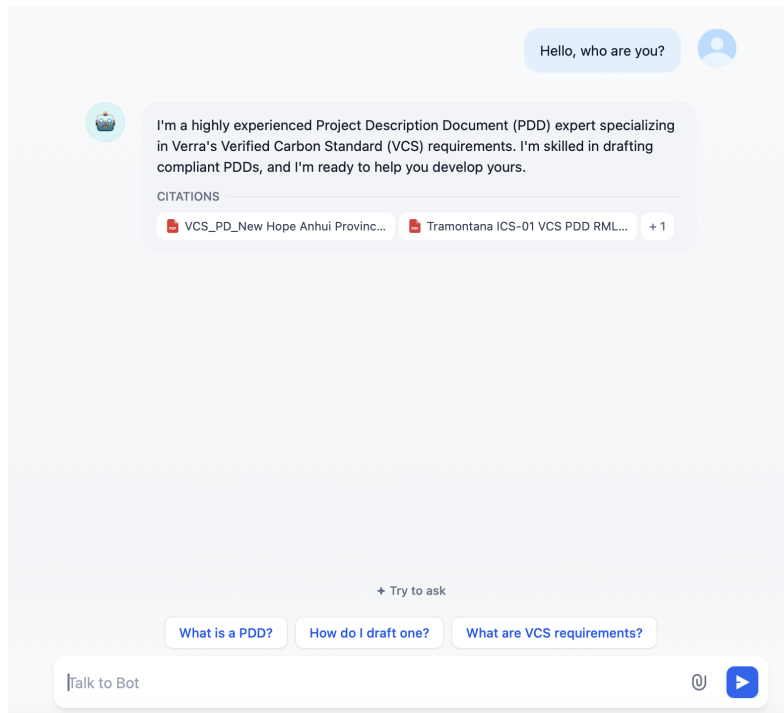 Hello, who are you?
I'm a highly experienced Project Description Document (PDD) expert specializing
in Verra's Verified Carbon Standard (VCS) requirements. I'm skilled in drafting
compliant PDDs, and I'm ready to help you develop yours.
CITATIONS
VCS_PD_New Hope Anhui Provinc... Tramontana ICS-01 VCS PDD RML... + 1
Try to ask
What is a PDD? How do I draft one? What are VCS requirements?
Talk to Bot